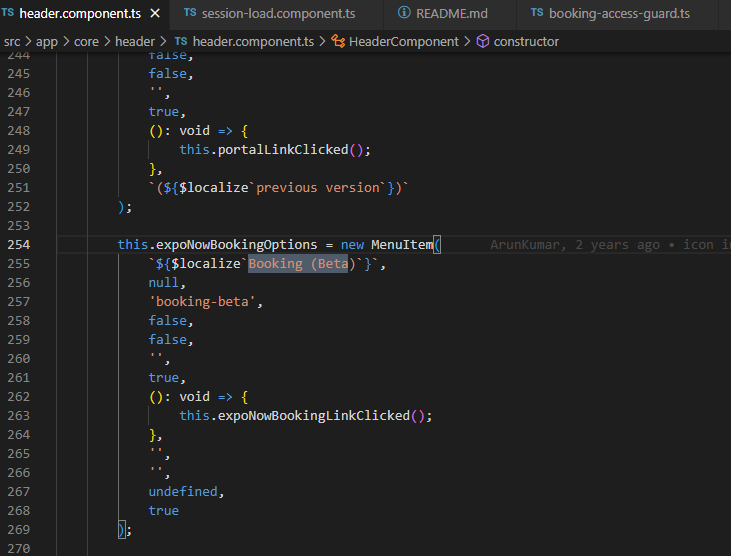 TS header.component.ts ✕ TS session-load.component.ts ⓘ README.md TS booking-access-guard.ts
src > app > core > header > TS header.component.ts > HeaderComponent > constructor
244 false,
245 false,
246 '',
247 true,
248 (): void => {
249 this.portalLinkClicked();
250 },
251 `(${$localize`previous version`})`
252 );
253
254 this.expoNowBookingOptions = new MenuItem( ArunKumar, 2 years ago • icon in
255 `${$localize`Booking (Beta)`}`,
256 null,
257 'booking-beta',
258 false,
259 false,
260 '',
261 true,
262 (): void => {
263 this.expoNowBookingLinkClicked();
264 },
265 '',
266 '',
267 undefined,
268 true
269 );
270